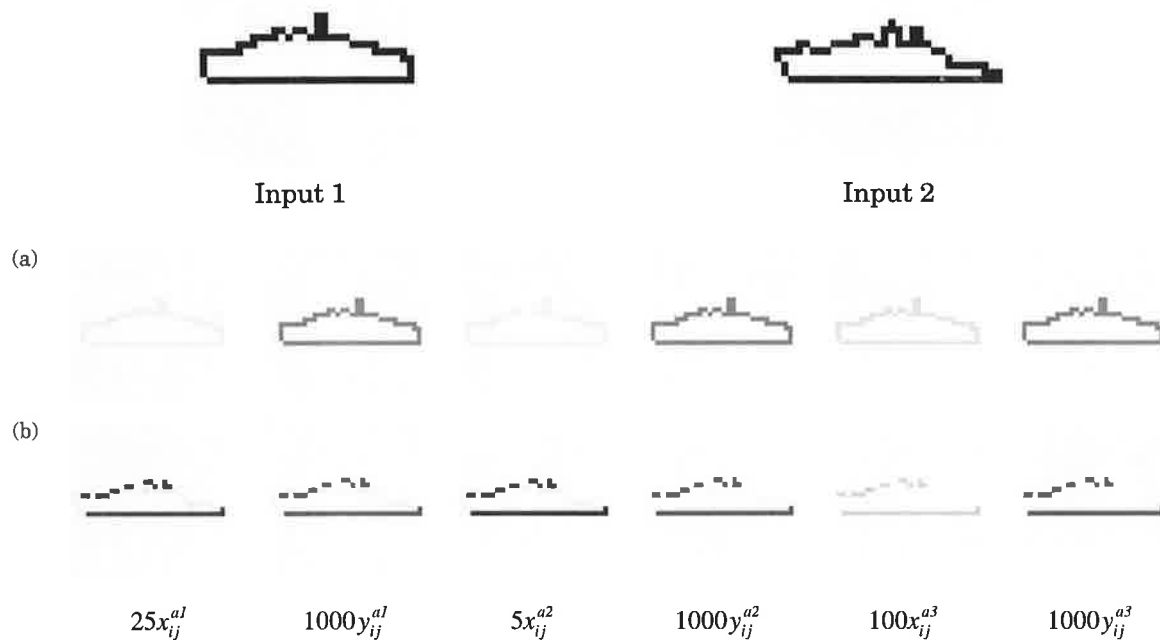 Input 1 Input 2
(a)
(b)
25x_{ij}^{a1} 1000y_{ij}^{a1} 5x_{ij}^{a2} 1000y_{ij}^{a2} 100x_{ij}^{a3} 1000y_{ij}^{a3}